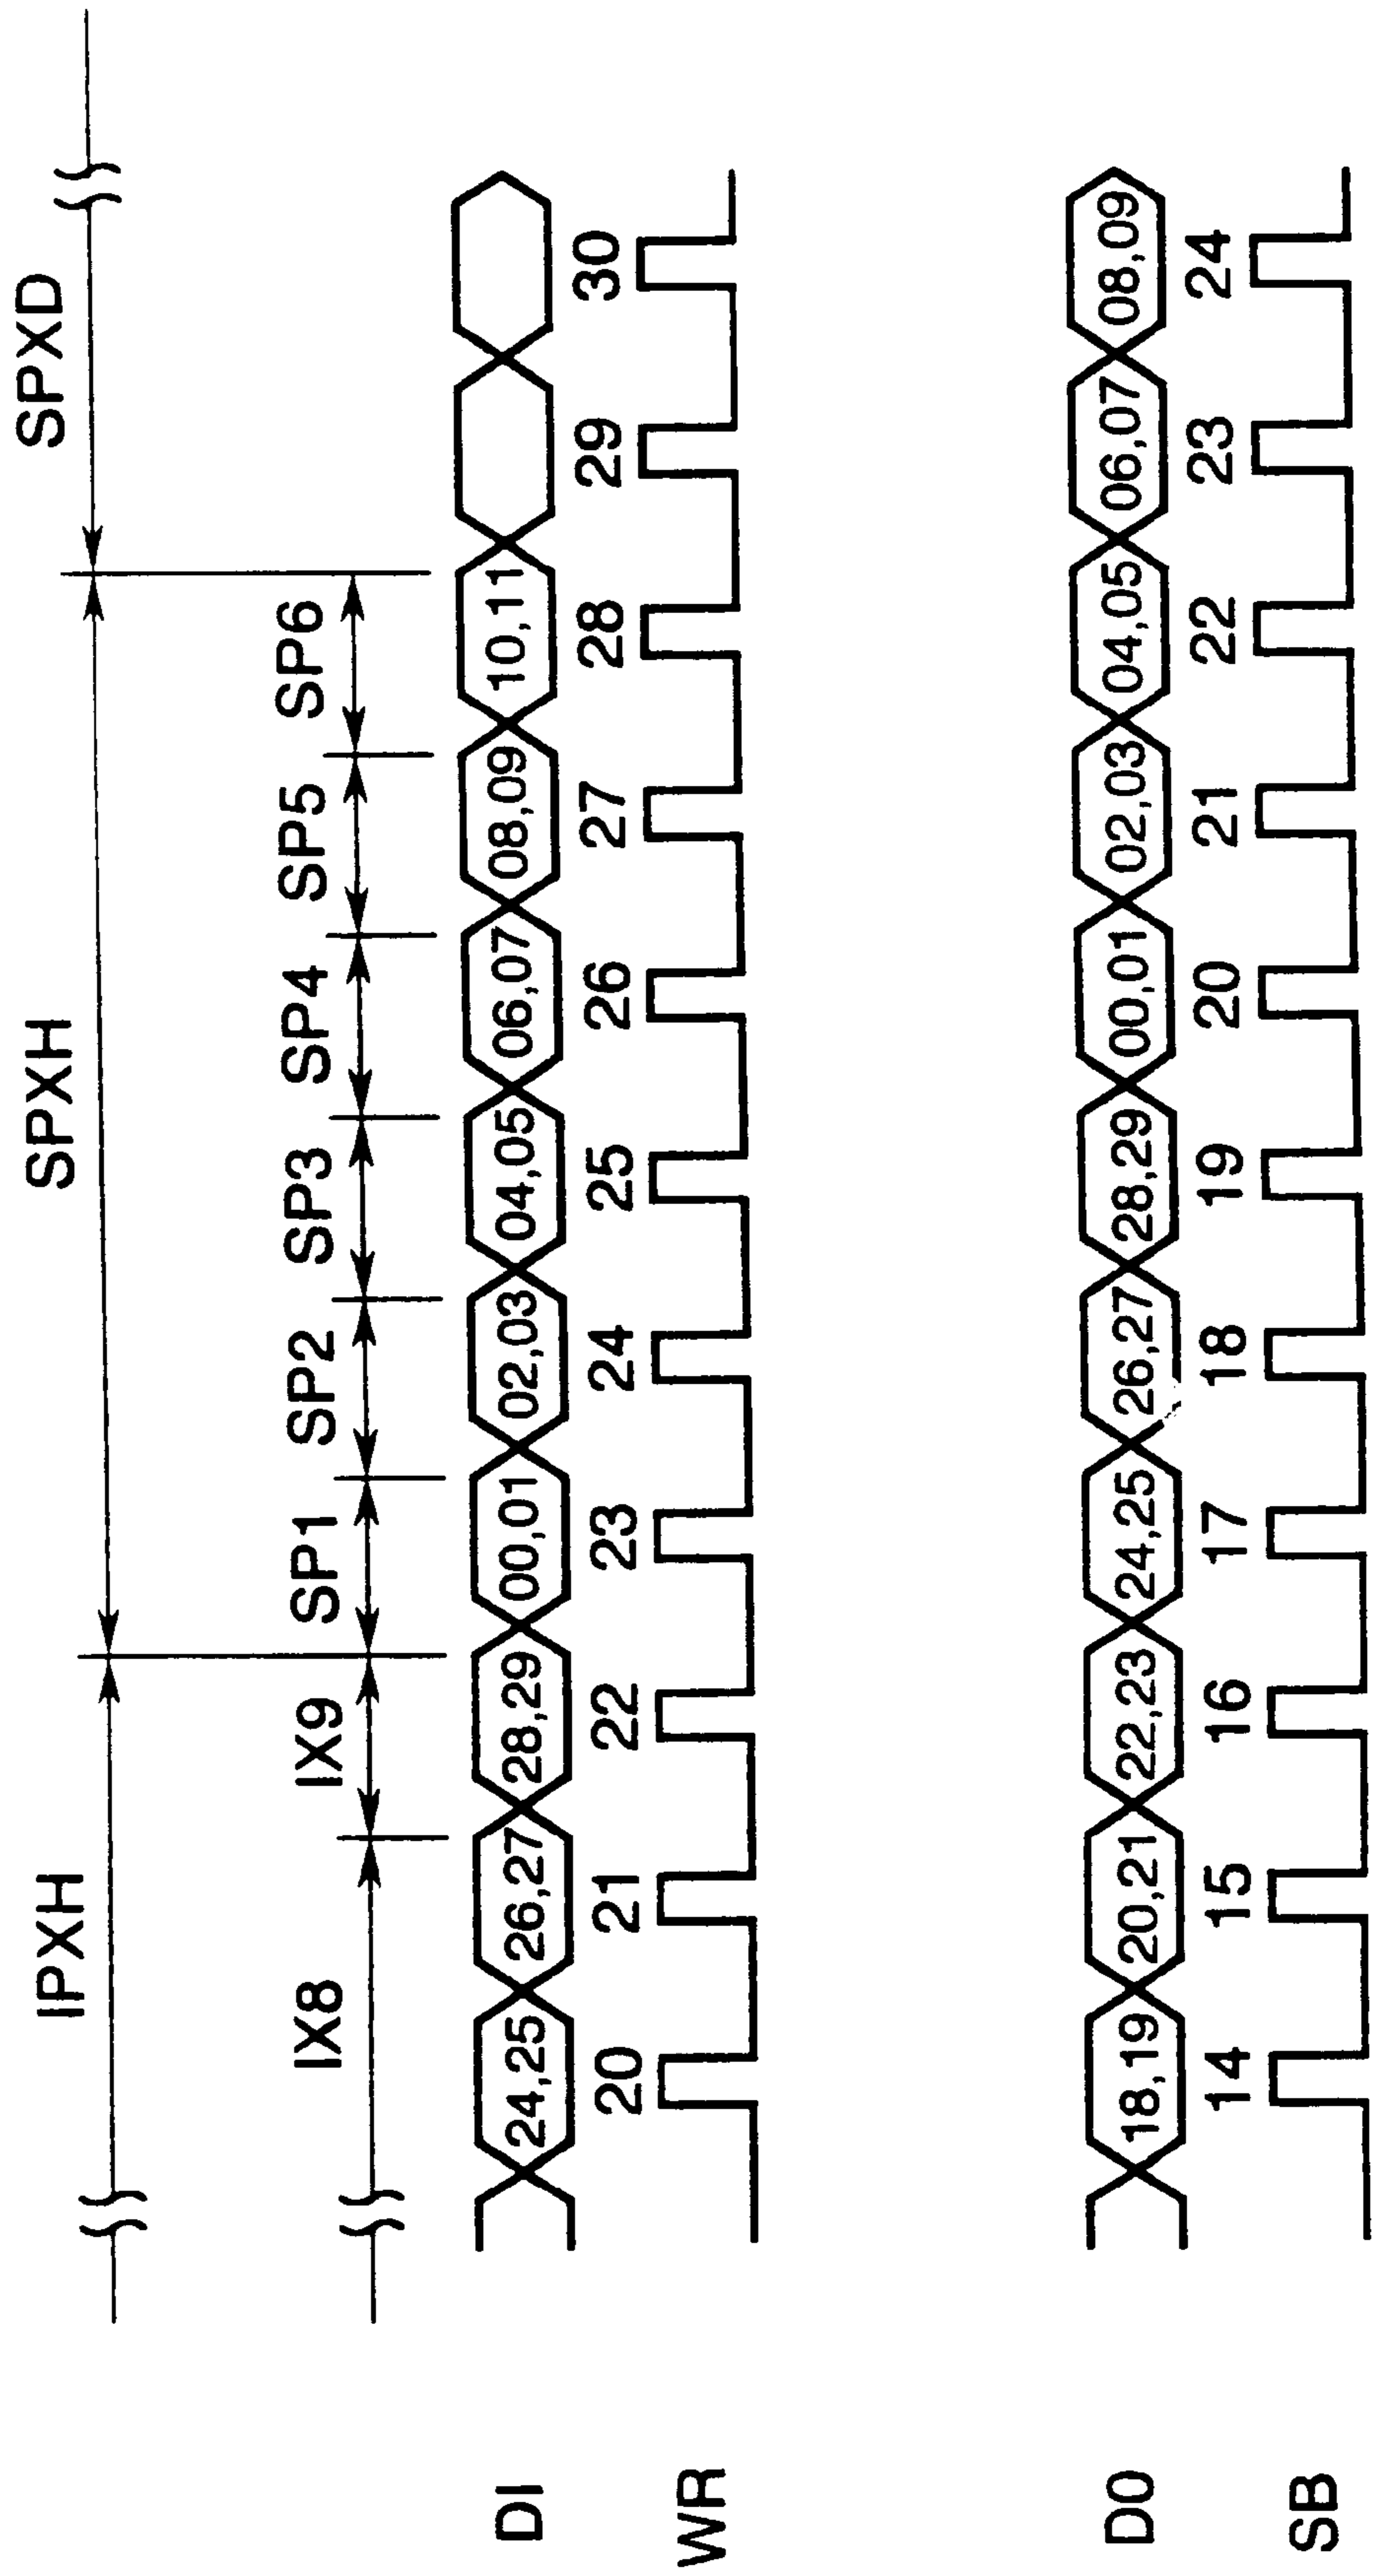 IPXH SPXH SPXD
IX8 IX9 SP1 SP2 SP3 SP4 SP5 SP6
DI 24,25 26,27 28,29 00,01 02,03 04,05 06,07 08,09 10,11
20 21 22 23 24 25 26 27 28 29 30
WR
DO 18,19 20,21 22,23 24,25 26,27 28,29 00,01 02,03 04,05 06,07 08,09
14 15 16 17 18 19 20 21 22 23 24
SB